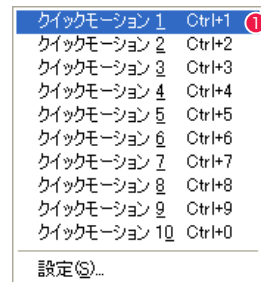 クイックモーション 1 Ctrl+1 1
クイックモーション 2 Ctrl+2
クイックモーション 3 Ctrl+3
クイックモーション 4 Ctrl+4
クイックモーション 5 Ctrl+5
クイックモーション 6 Ctrl+6
クイックモーション 7 Ctrl+7
クイックモーション 8 Ctrl+8
クイックモーション 9 Ctrl+9
クイックモーション 10 Ctrl+0
設定(S)...